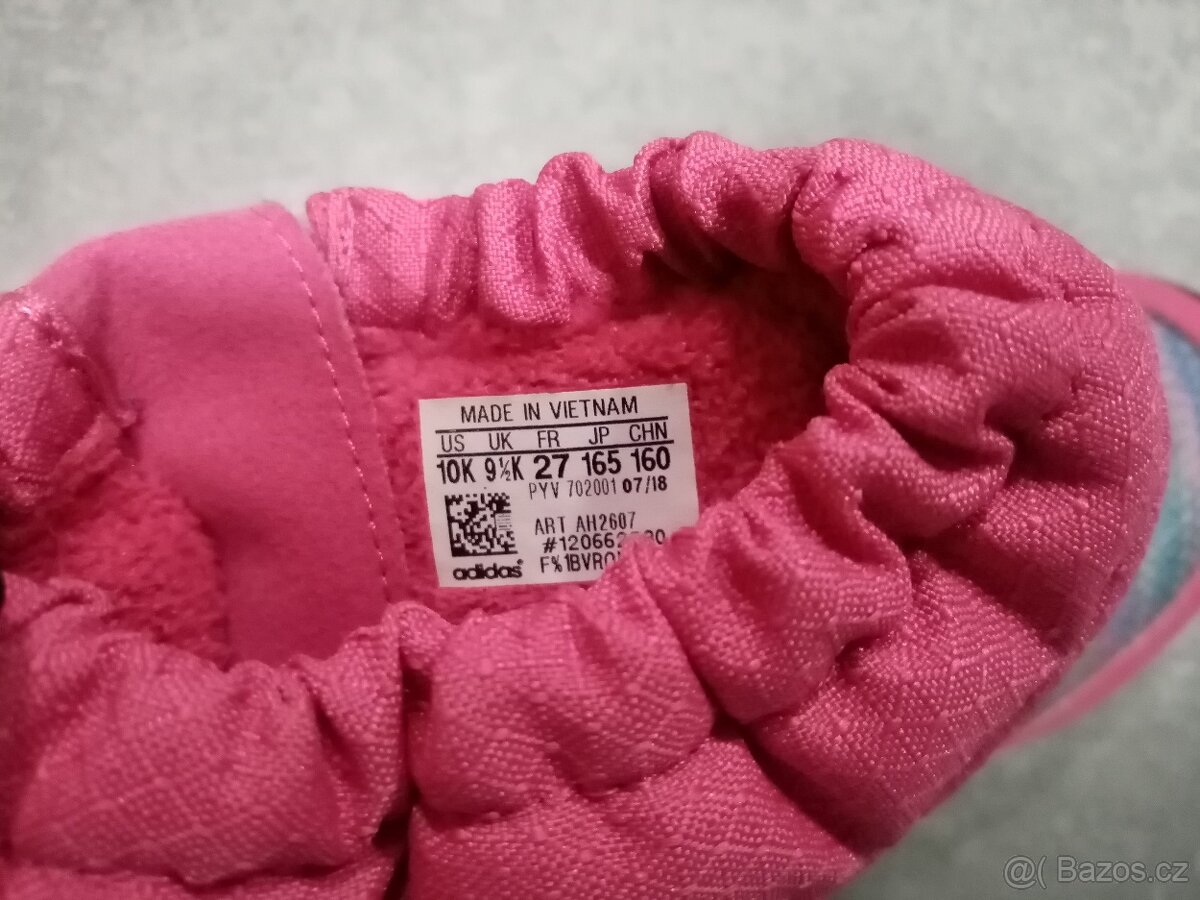 MADE IN VIETNAM
US UK FR JP CHN
10K 9½K 27 165 160
PYV 702001 07/18
ART AH2607
adidas
@( Bazos.cz